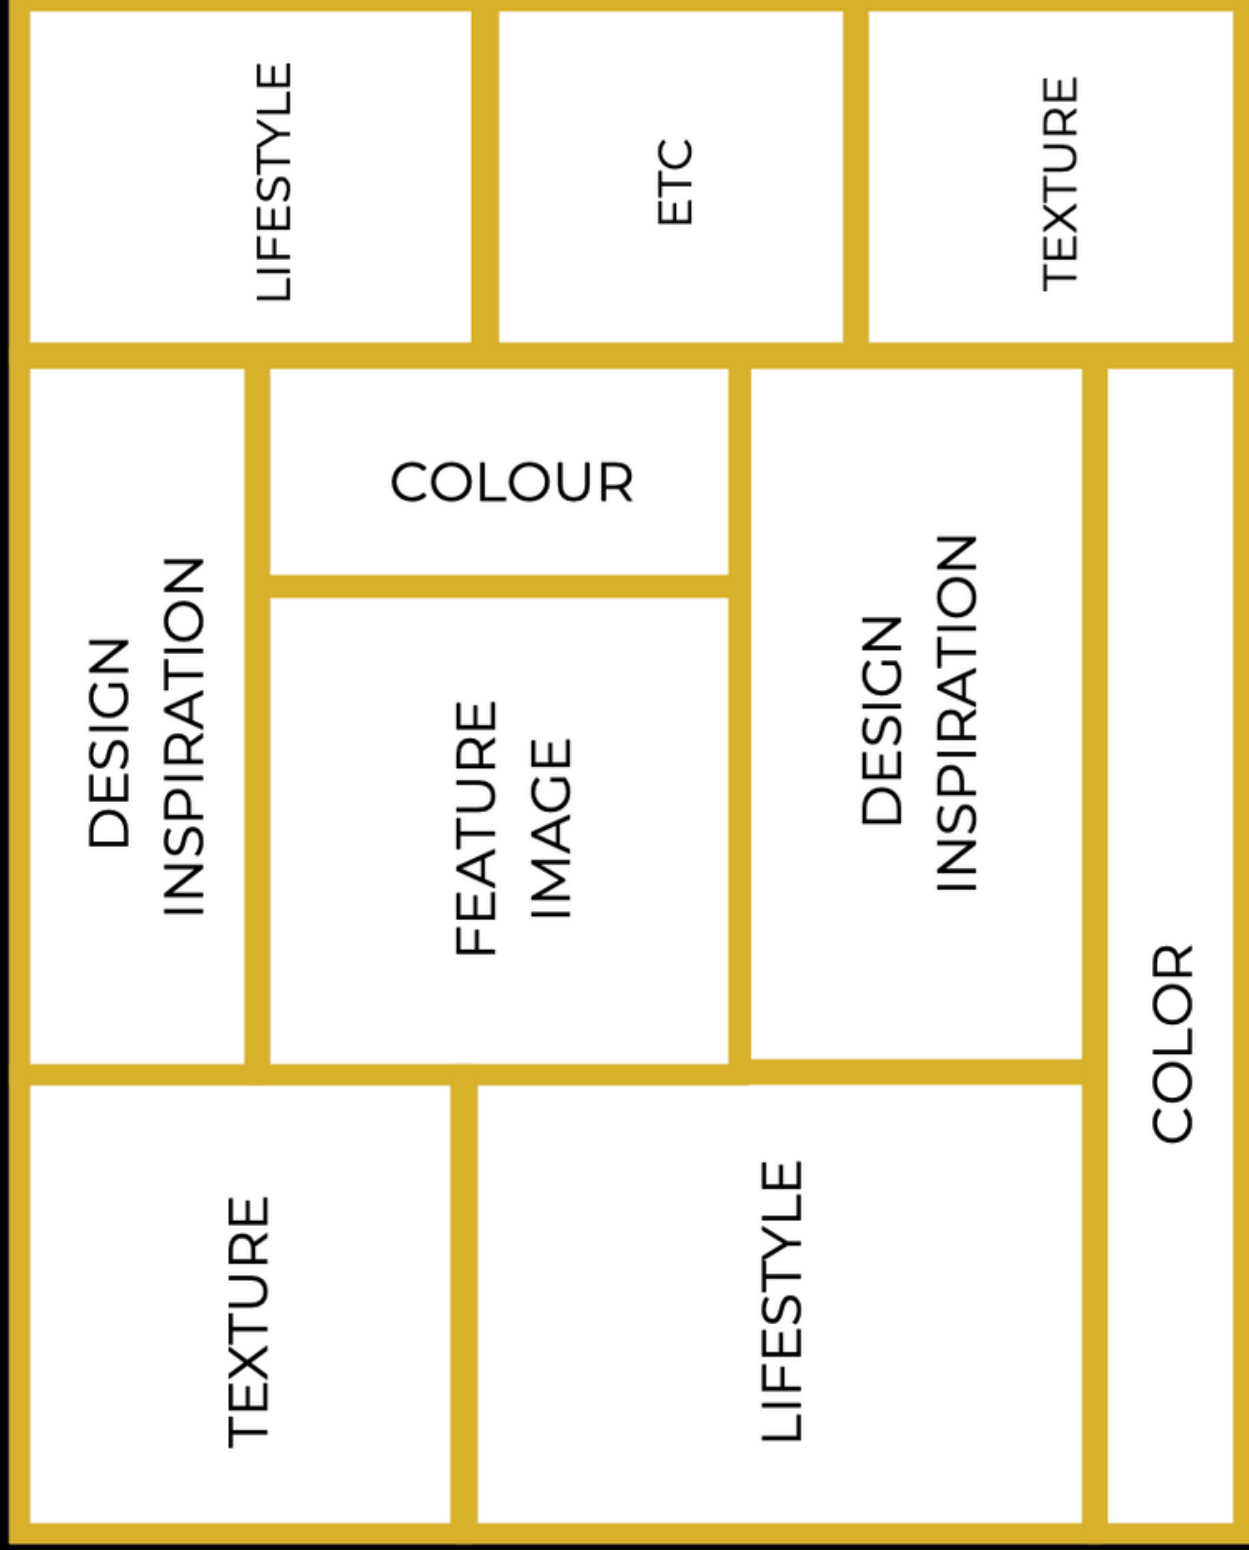 LIFESTYLE
ETC
TEXTURE
DESIGN
INSPIRATION
COLOUR
FEATURE
IMAGE
DESIGN
INSPIRATION
COLOR
TEXTURE
LIFESTYLE